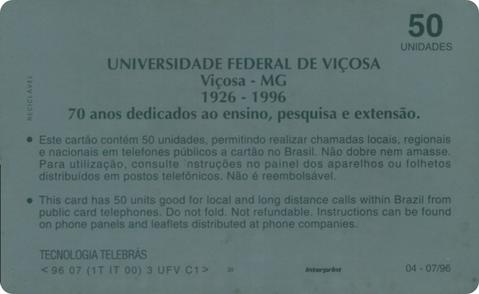 50
UNIDADES
RECICLÁVEL
UNIVERSIDADE FEDERAL DE VIÇOSA
Viçosa - MG
1926 - 1996
70 anos dedicados ao ensino, pesquisa e extensão.
• Este cartão contém 50 unidades, permitindo realizar chamadas locais, regionais
e nacionais em telefones públicos a cartão no Brasil. Não dobre nem amasse.
Para utilização, consulte nstruções no painel dos aparelhos ou folhetos
distribuídos em postos telefônicos. Não é reembolsável.
• This card has 50 units good for local and long distance calls within Brazil from
public card telephones. Do not fold. Not refundable. Instructions can be found
on phone panels and leaflets distributed at phone companies.
TECNOLOGIA TELEBRÁS
< 96 07 (1T IT 00) 3 UFV C1 >
interprint
04 - 07/96